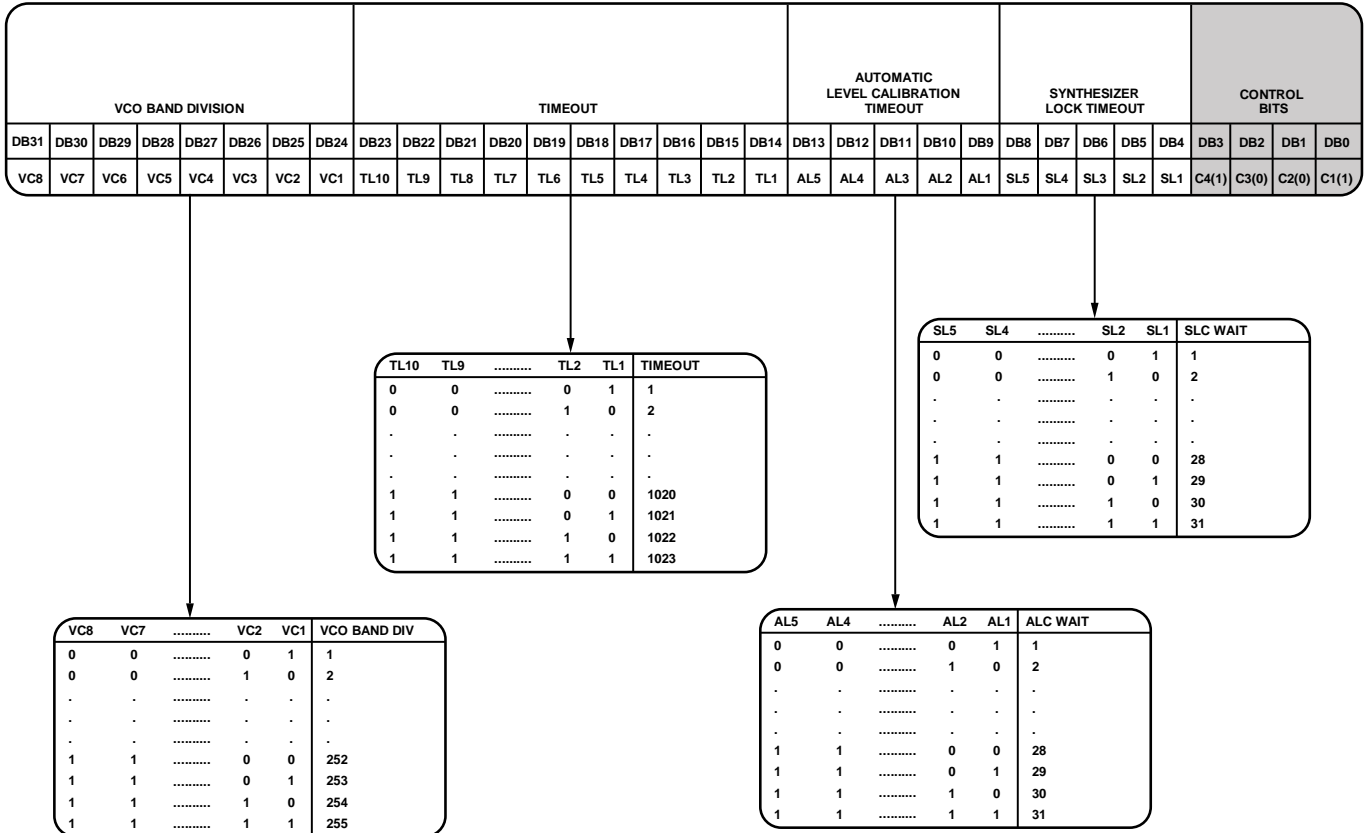 VCO BAND DIVISION
TIMEOUT
AUTOMATIC
LEVEL CALIBRATION
TIMEOUT
SYNTHESIZER
LOCK TIMEOUT
CONTROL
BITS
DB31 DB30 DB29 DB28 DB27 DB26 DB25 DB24 DB23 DB22 DB21 DB20 DB19 DB18 DB17 DB16 DB15 DB14 DB13 DB12 DB11 DB10 DB9 DB8 DB7 DB6 DB5 DB4 DB3 DB2 DB1 DB0
VC8 VC7 VC6 VC5 VC4 VC3 VC2 VC1 TL10 TL9 TL8 TL7 TL6 TL5 TL4 TL3 TL2 TL1 AL5 AL4 AL3 AL2 AL1 SL5 SL4 SL3 SL2 SL1 C4(1) C3(0) C2(0) C1(1)
SL5 SL4 .......... SL2 SL1 SLC WAIT
0 0 .......... 0 1 1
0 0 .......... 1 0 2
. . .......... . . .
. . .......... . . .
. . .......... . . .
1 1 .......... 0 0 28
1 1 .......... 0 1 29
1 1 .......... 1 0 30
1 1 .......... 1 1 31
TL10 TL9 .......... TL2 TL1 TIMEOUT
0 0 .......... 0 1 1
0 0 .......... 1 0 2
. . .......... . . .
. . .......... . . .
. . .......... . . .
1 1 .......... 0 0 1020
1 1 .......... 0 1 1021
1 1 .......... 1 0 1022
1 1 .......... 1 1 1023
VC8 VC7 .......... VC2 VC1 VCO BAND DIV
0 0 .......... 0 1 1
0 0 .......... 1 0 2
. . .......... . . .
. . .......... . . .
. . .......... . . .
1 1 .......... 0 0 252
1 1 .......... 0 1 253
1 1 .......... 1 0 254
1 1 .......... 1 1 255
AL5 AL4 .......... AL2 AL1 ALC WAIT
0 0 .......... 0 1 1
0 0 .......... 1 0 2
. . .......... . . .
. . .......... . . .
. . .......... . . .
1 1 .......... 0 0 28
1 1 .......... 0 1 29
1 1 .......... 1 0 30
1 1 .......... 1 1 31